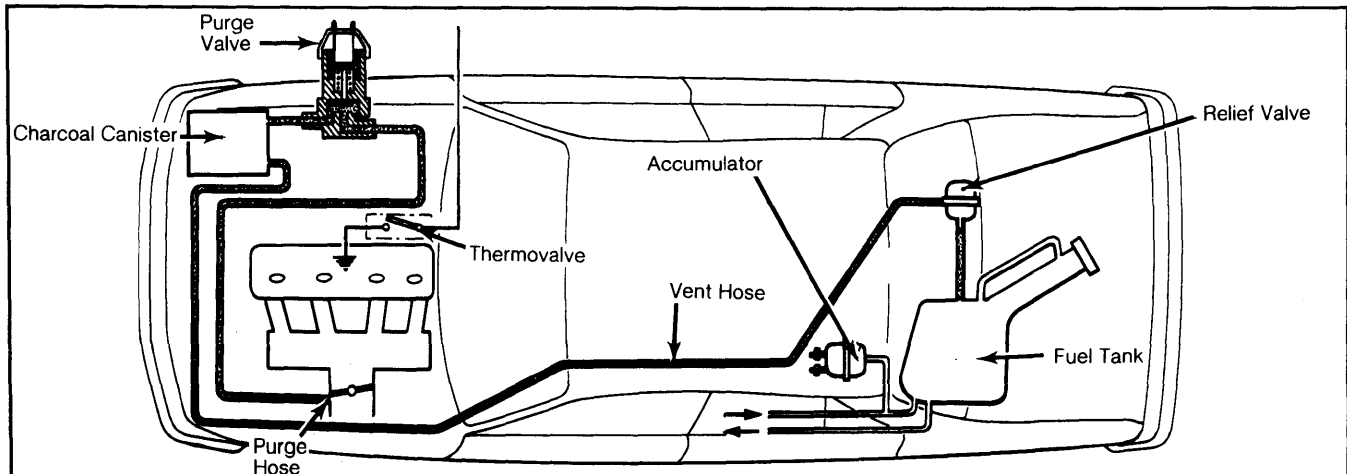 Purge
Valve
Charcoal Canister
Relief Valve
Accumulator
Thermovalve
Vent Hose
Fuel Tank
Purge
Hose